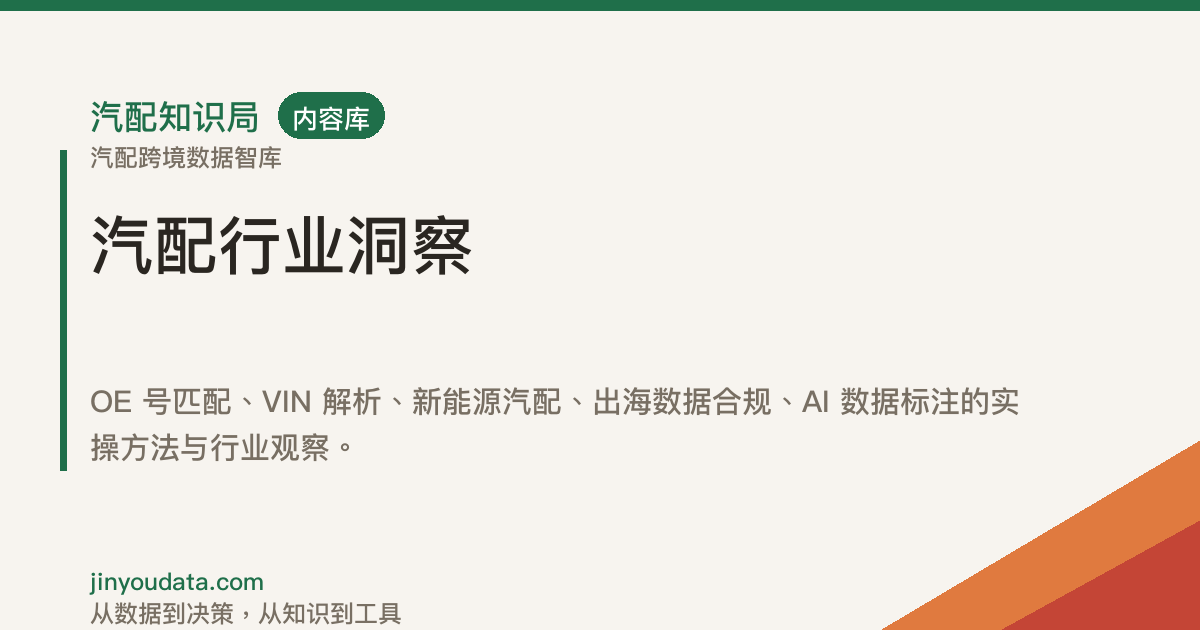 汽配知识局 内容库
汽配跨境数据智库
汽配行业洞察
OE 号匹配、VIN 解析、新能源汽配、出海数据合规、AI 数据标注的实
操方法与行业观察。
jinyoudata.com
从数据到决策，从知识到工具